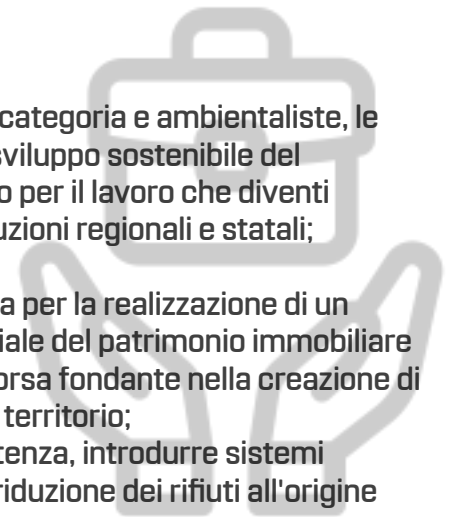 categoria e ambientaliste, le
sviluppo sostenibile del
o per il lavoro che diventi
uzioni regionali e statali;
a per la realizzazione di un
iale del patrimonio immobiliare
orsa fondante nella creazione di
territorio;
tenza, introdurre sistemi
riduzione dei rifiuti all'origine